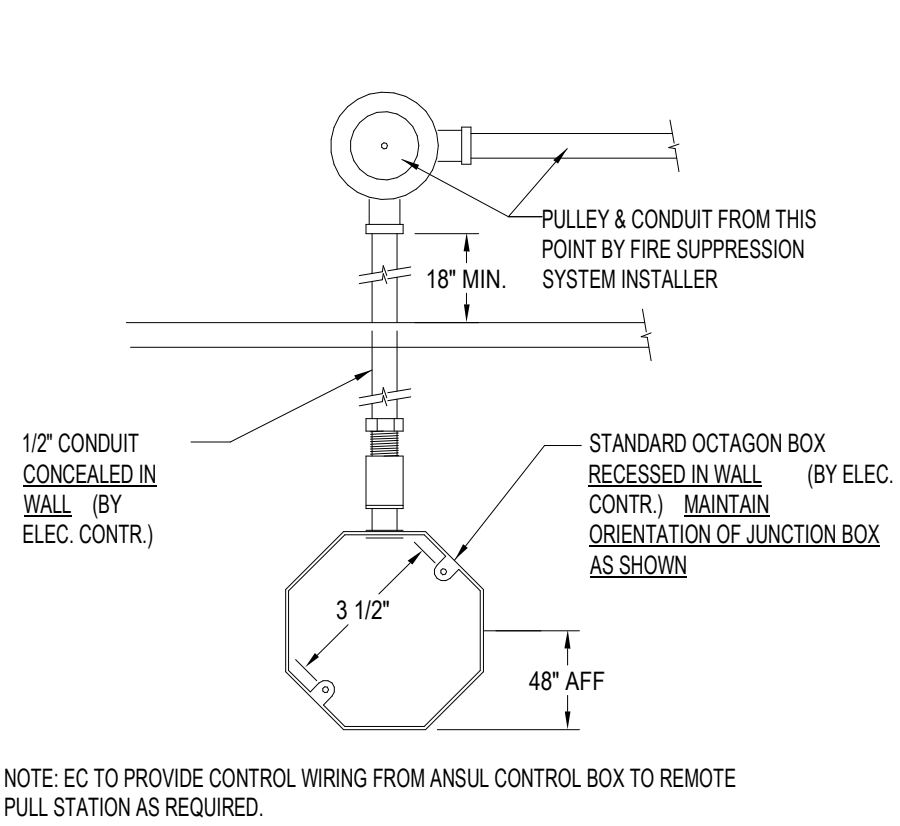 PULLEY & CONDUIT FROM THIS
POINT BY FIRE SUPPRESSION
SYSTEM INSTALLER
18" MIN.
1/2" CONDUIT
CONCEALED IN
WALL (BY
ELEC. CONTR.)
STANDARD OCTAGON BOX
RECESSED IN WALL (BY ELEC.
CONTR.) MAINTAIN
ORIENTATION OF JUNCTION BOX
AS SHOWN
3 1/2"
48" AFF
NOTE: EC TO PROVIDE CONTROL WIRING FROM ANSUL CONTROL BOX TO REMOTE
PULL STATION AS REQUIRED.